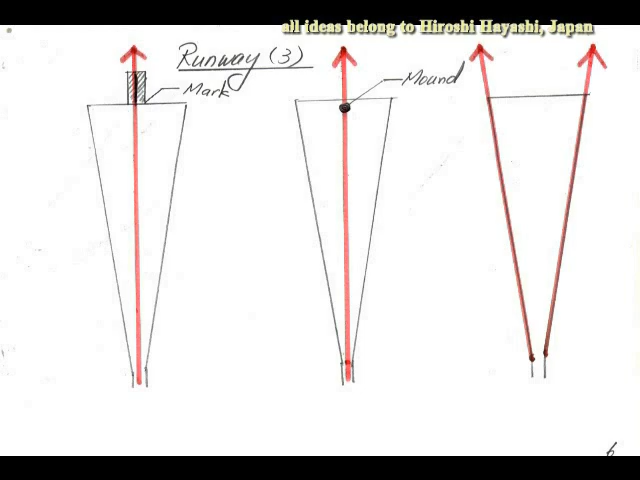 all ideas belong to Hiroshi Hayashi, Japan
Runway (3)
Mark
Mound
6